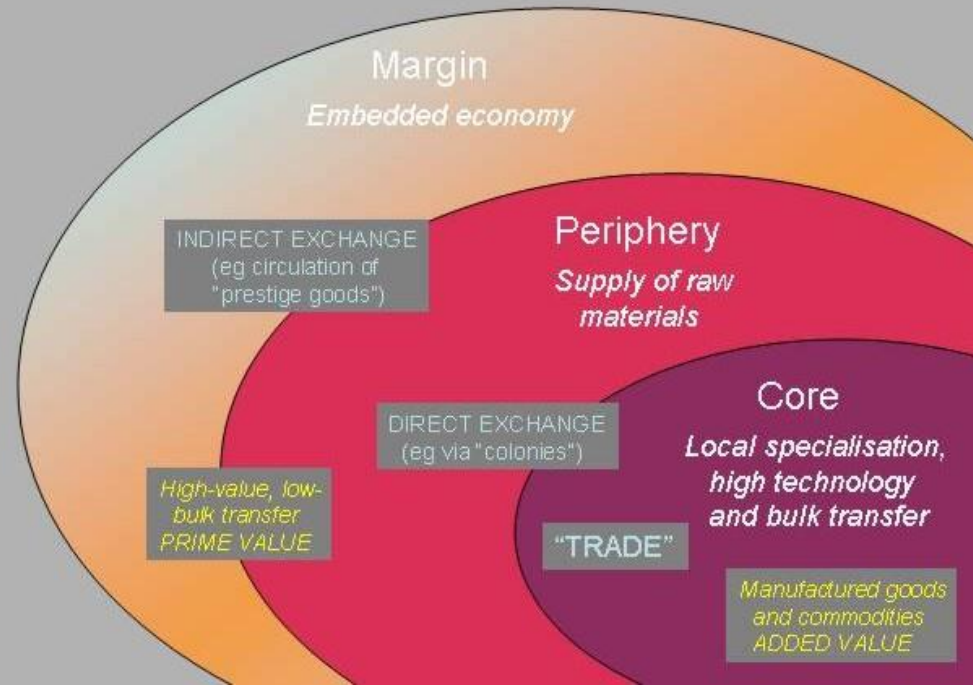 Margin
Embedded economy
INDIRECT EXCHANGE
(eg circulation of
"prestige goods")
Periphery
Supply of raw
materials
DIRECT EXCHANGE
(eg via "colonies")
Core
Local specialisation,
high technology
and bulk transfer
High-value, low-
bulk transfer
PRIME VALUE
"TRADE"
Manufactured goods
and commodities
ADDED VALUE